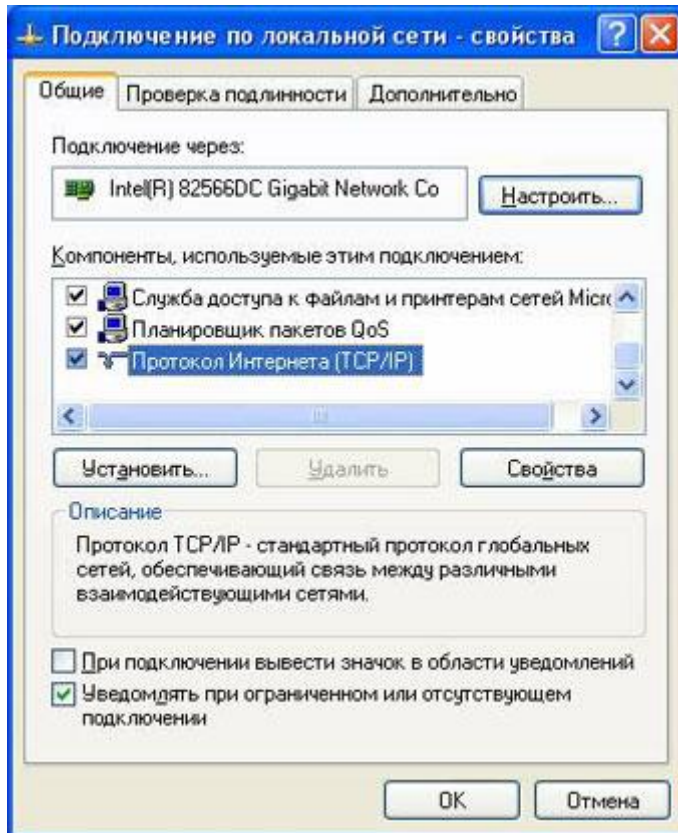 Подключение по локальной сети - свойства
Общие
Проверка подлинности
Дополнительно
Подключение через:
Intel(R) 82566DC Gigabit Network Co
Настроить...
Компоненты, используемые этим подключением:
Служба доступа к файлам и принтерам сетей Micro
Планировщик пакетов QoS
Протокол Интернета (TCP/IP)
Установить...
Удалить
Свойства
Описание
Протокол TCP/IP - стандартный протокол глобальных
сетей, обеспечивающий связь между различными
взаимодействующими сетями.
При подключении вывести значок в области уведомлений
Уведомлять при ограниченном или отсутствующем
подключении
OK
Отмена